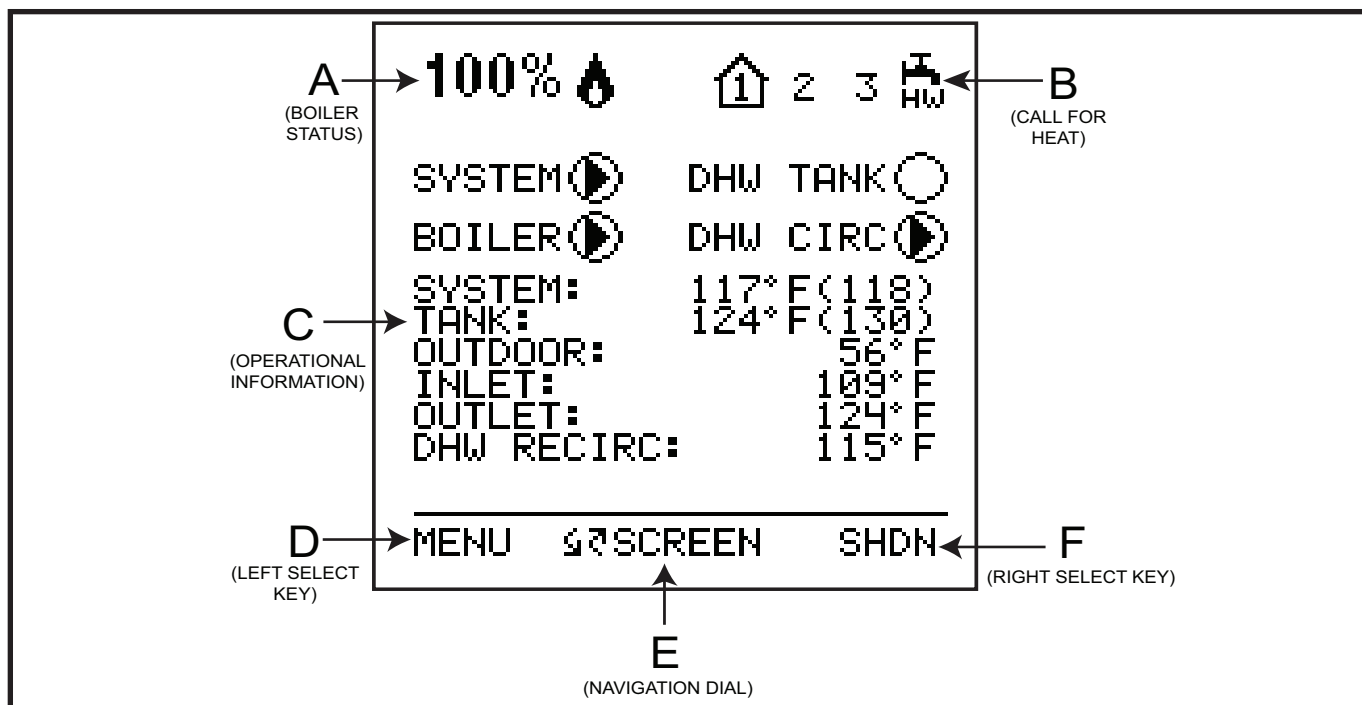 100% 1 2 3 HW
A
(BOILER
STATUS)
B
(CALL FOR
HEAT)
SYSTEM DHW TANK
BOILER DHW CIRC
SYSTEM: 117°F(118)
TANK: 124°F(130)
OUTDOOR: 56°F
INLET: 109°F
OUTLET: 124°F
DHW RECIRC: 115°F
C
(OPERATIONAL
INFORMATION)
MENU SCREEN SHDN
D
(LEFT SELECT
KEY)
F
(RIGHT SELECT KEY)
E
(NAVIGATION DIAL)